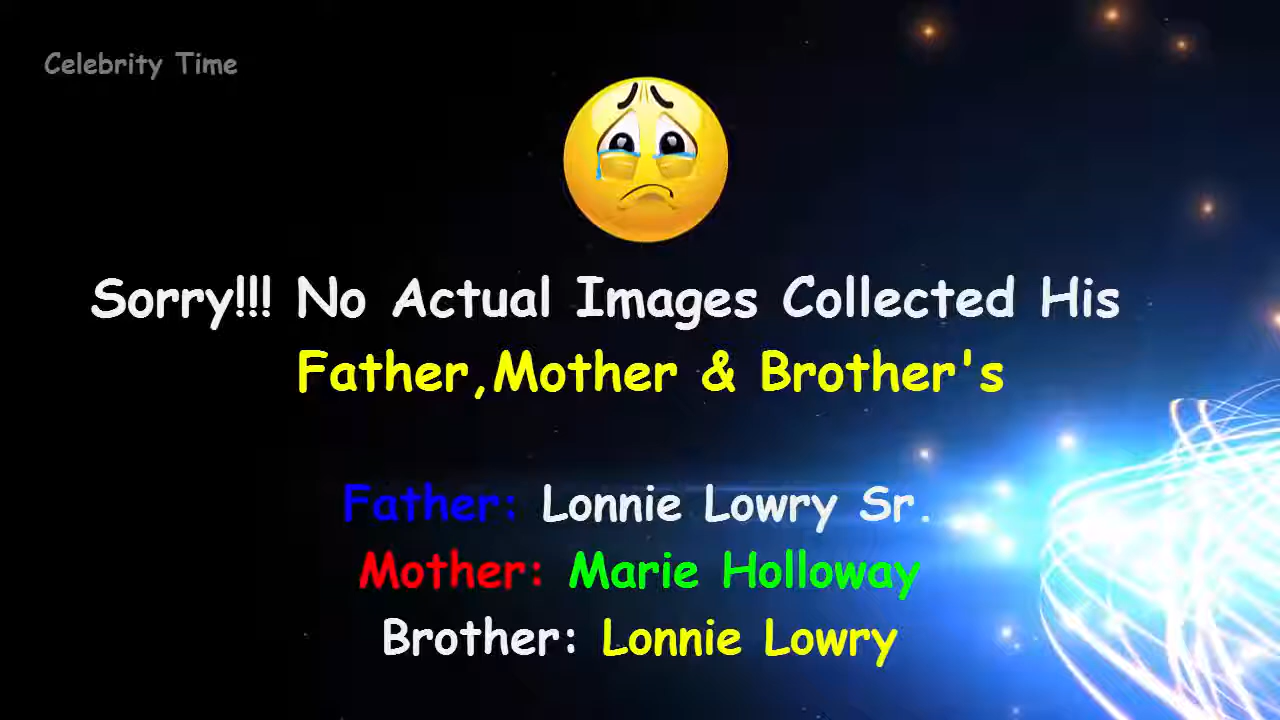 Celebrity Time
Sorry!!! No Actual Images Collected His
Father,Mother & Brother's
Father: Lonnie Lowry Sr.
Mother: Marie Holloway
Brother: Lonnie Lowry